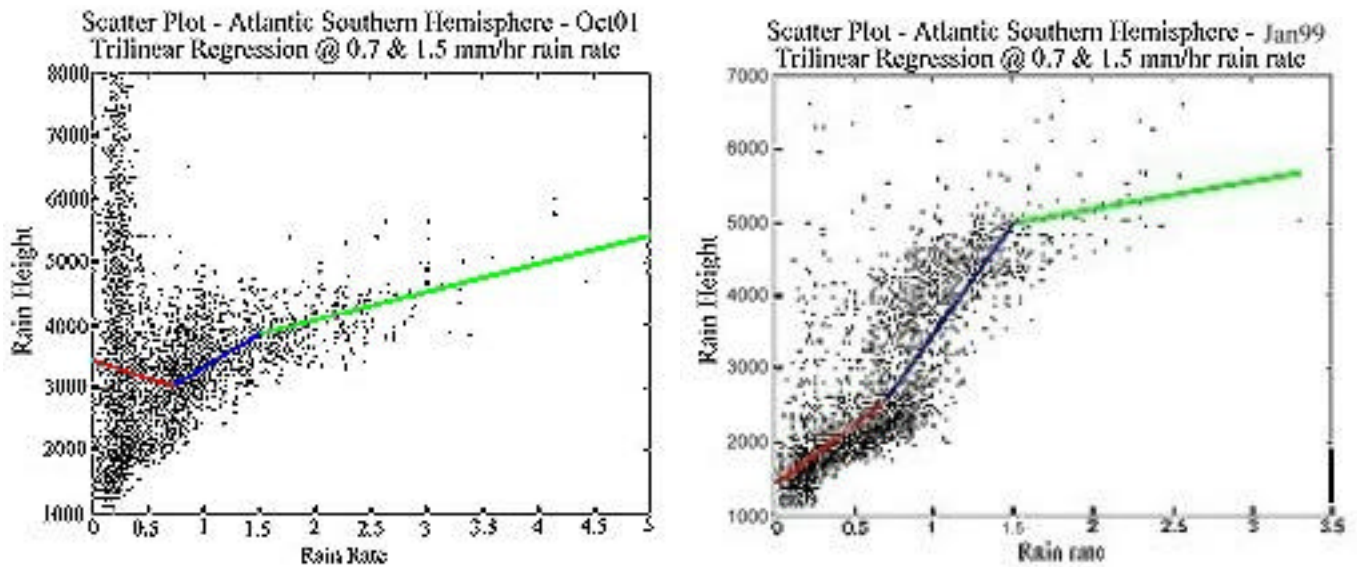 Scatter Plot - Atlantic Southern Hemisphere - Oct01
Trilinear Regression @ 0.7 & 1.5 mm/hr rain rate
8000
7000
6000
5000
4000
3000
2000
1000
Rain Height
0 0.5 1 1.5 2 2.5 3 3.5 4 4.5 5
Rain Rate
Scatter Plot - Atlantic Southern Hemisphere - Jan99
Trilinear Regression @ 0.7 & 1.5 mm/hr rain rate
7000
6000
5000
4000
3000
2000
1000
Rain Height
0 0.5 1 1.5 2 2.5 3 3.5
Rain rate